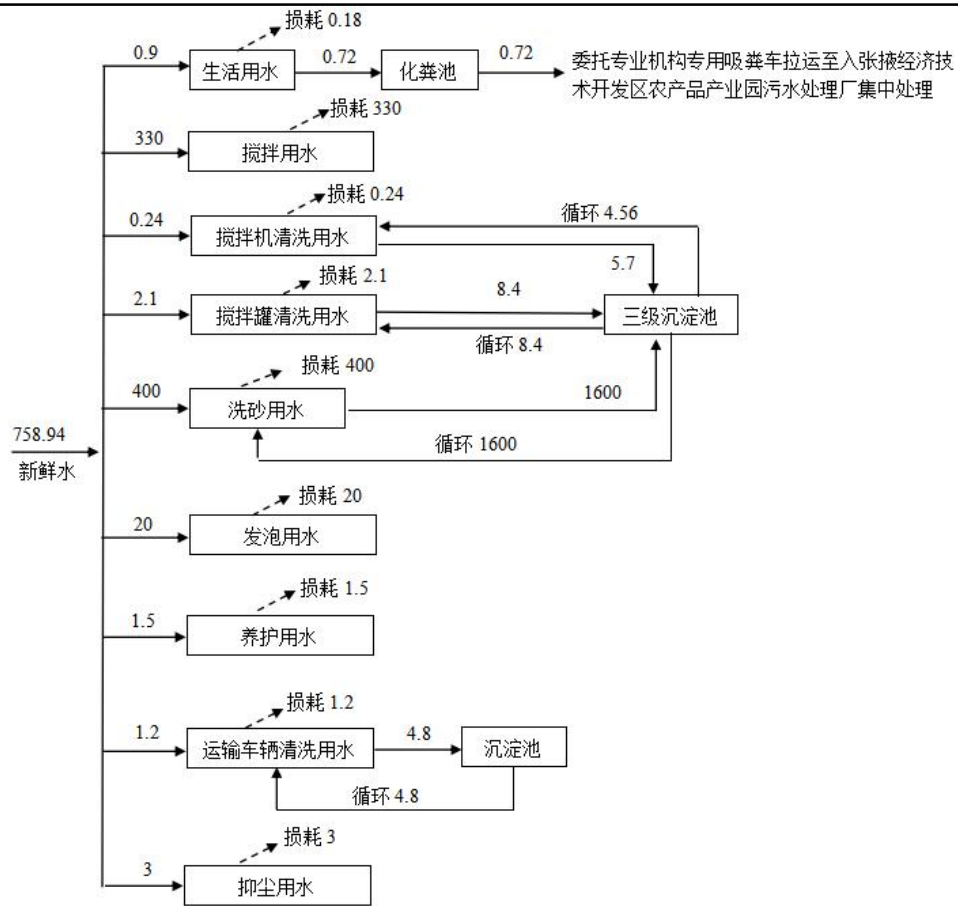 损耗 0.18
0.9
生活用水
0.72
化粪池
0.72
委托专业机构专用吸粪车拉运至入张掖经济技
术开发区农产品产业园污水处理厂集中处理
损耗 330
330
搅拌用水
损耗 0.24
0.24
搅拌机清洗用水
循环 4.56
5.7
损耗 2.1
2.1
搅拌罐清洗用水
8.4
循环 8.4
三级沉淀池
损耗 400
400
洗砂用水
1600
循环 1600
758.94
新鲜水
损耗 20
20
发泡用水
损耗 1.5
1.5
养护用水
损耗 1.2
1.2
运输车辆清洗用水
4.8
沉淀池
循环 4.8
损耗 3
3
抑尘用水